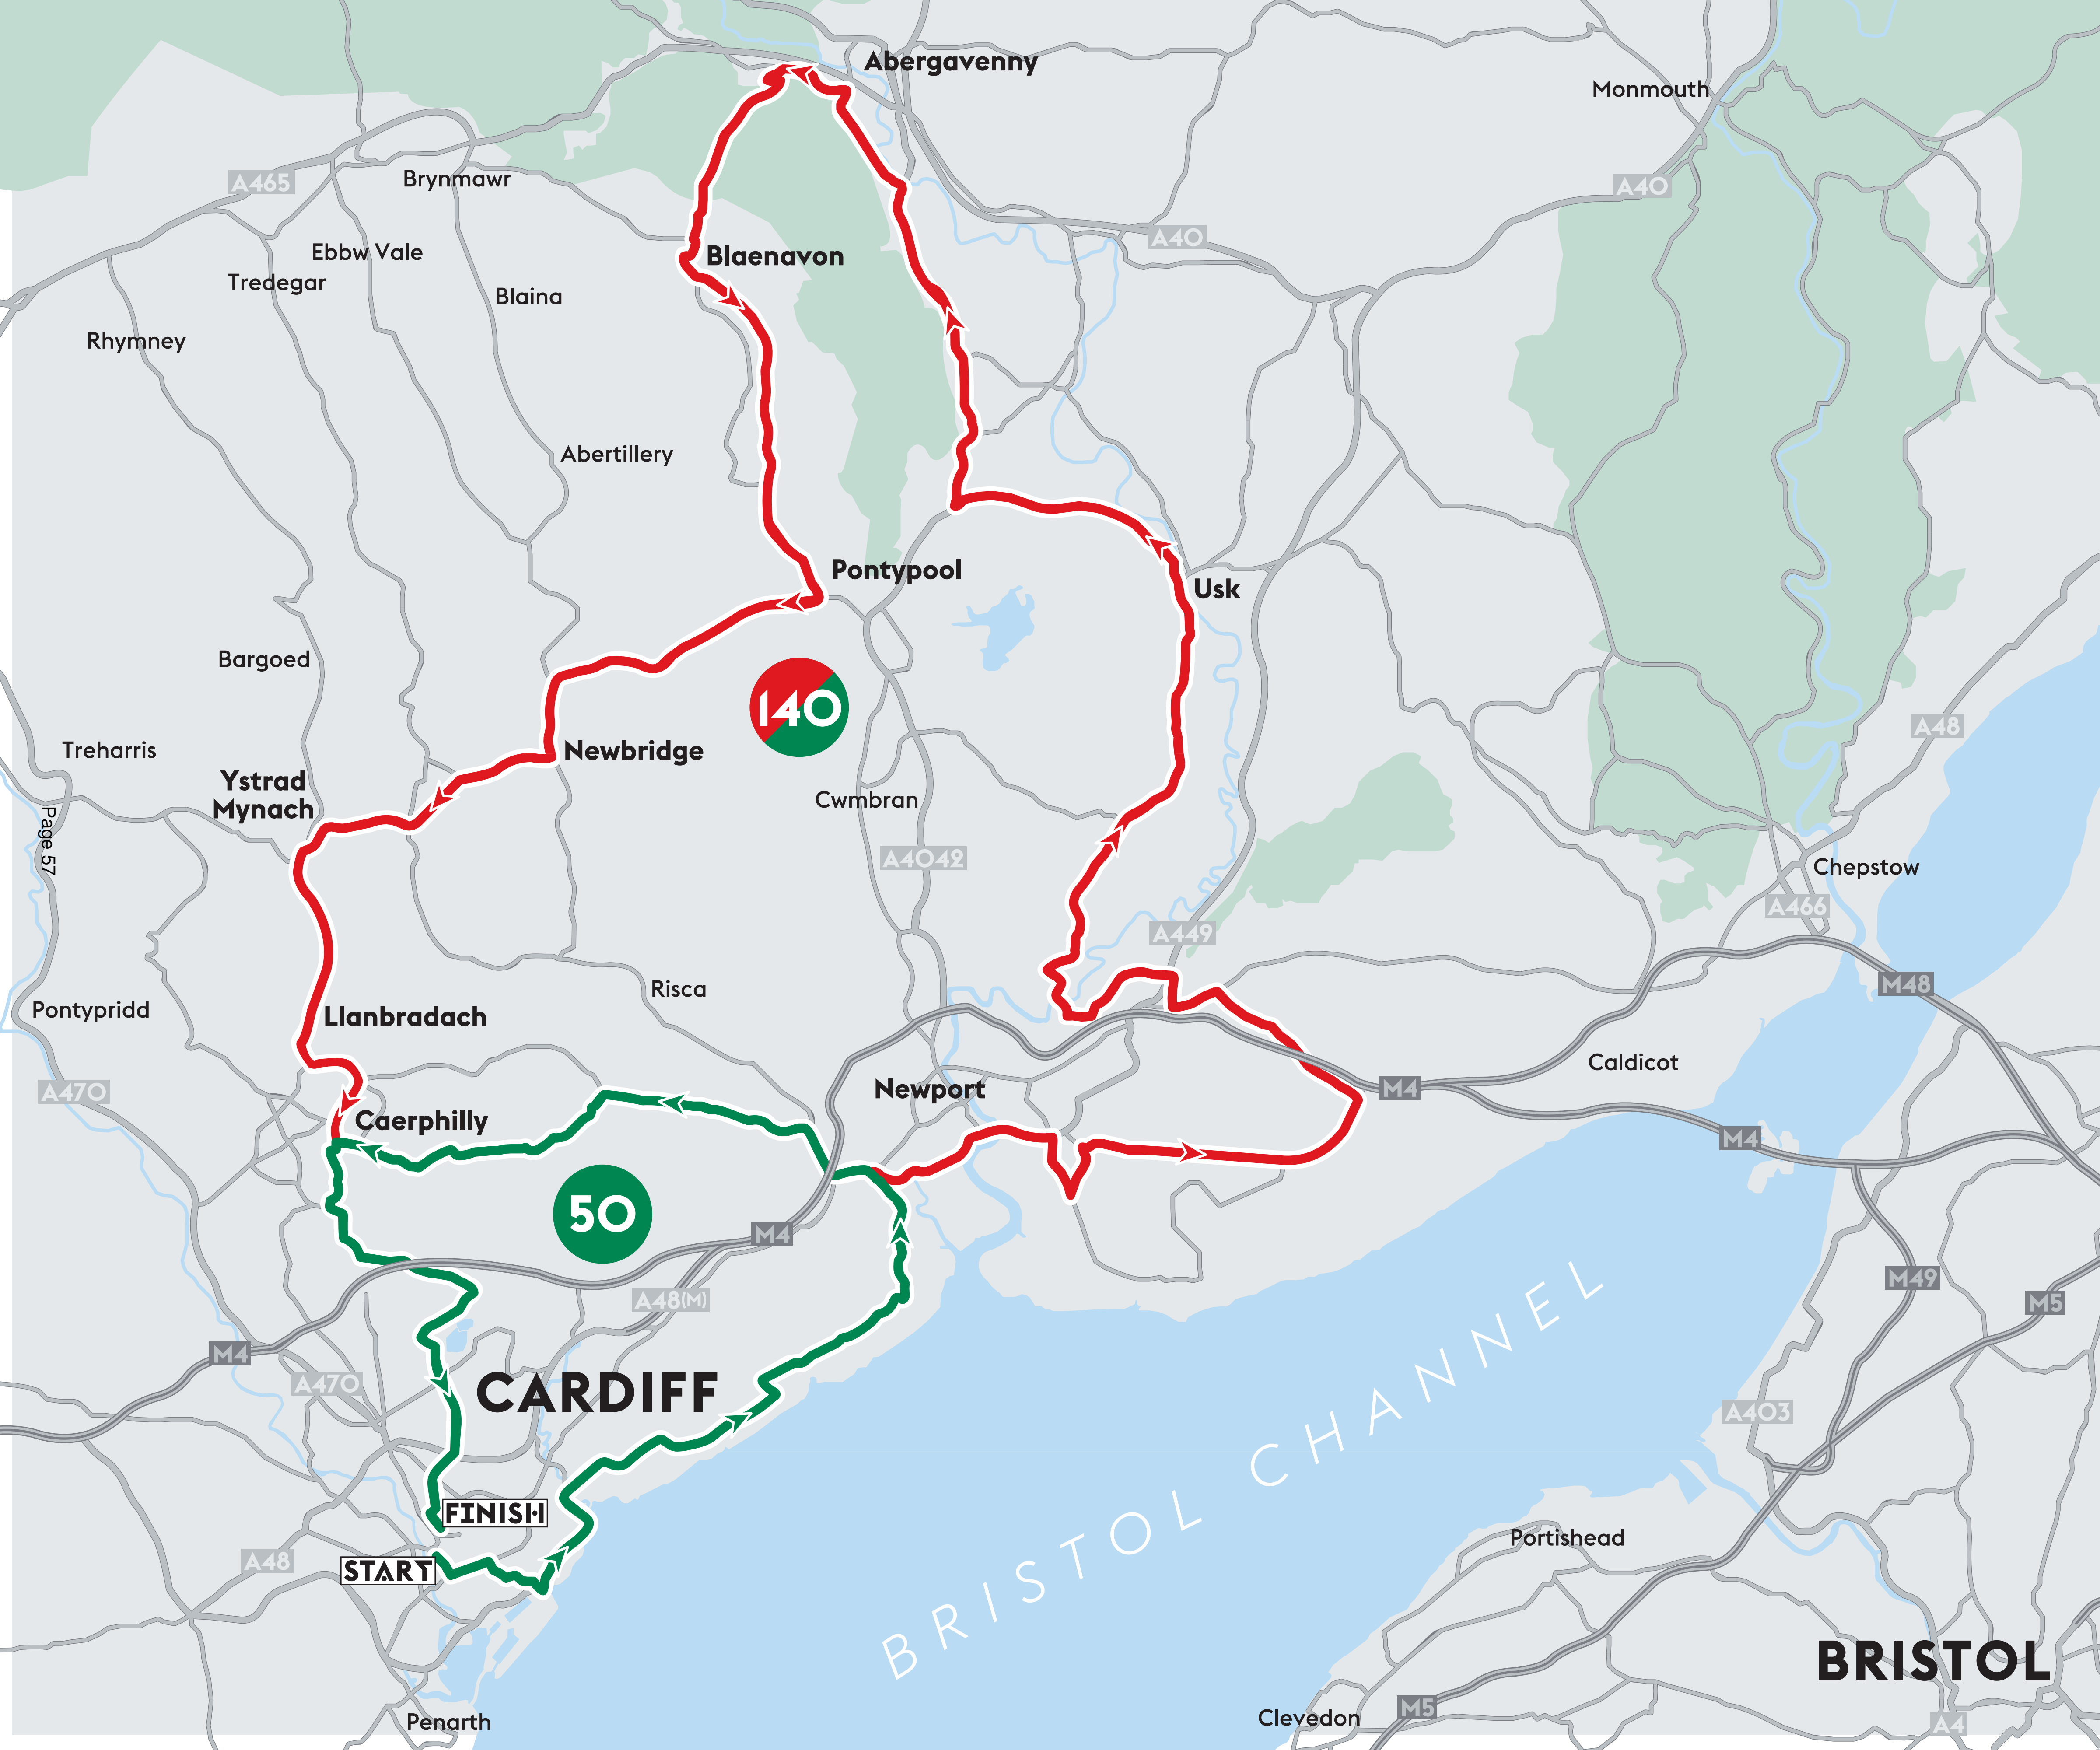 Abergavenny
Monmouth
A465
Brynmawr
A40
A40
Ebbw Vale
Blaenavon
Tredegar
Blaina
Rhymney
Abertillery
Pontypool
Usk
Bargoed
140
A48
Treharris
Newbridge
Ystrad
Mynach
Cwmbran
Page 57
A4042
Chepstow
A466
A449
Risca
M48
Pontypridd
Llanbradach
Caldicot
A470
Newport
M4
Caerphilly
M4
50
M4
M49
A48(M)
M5
M4
A470
CARDIFF
A403
BRISTOL CHANNEL
FINISH
Portishead
A48
START
BRISTOL
Penarth
Clevedon
M5
A4